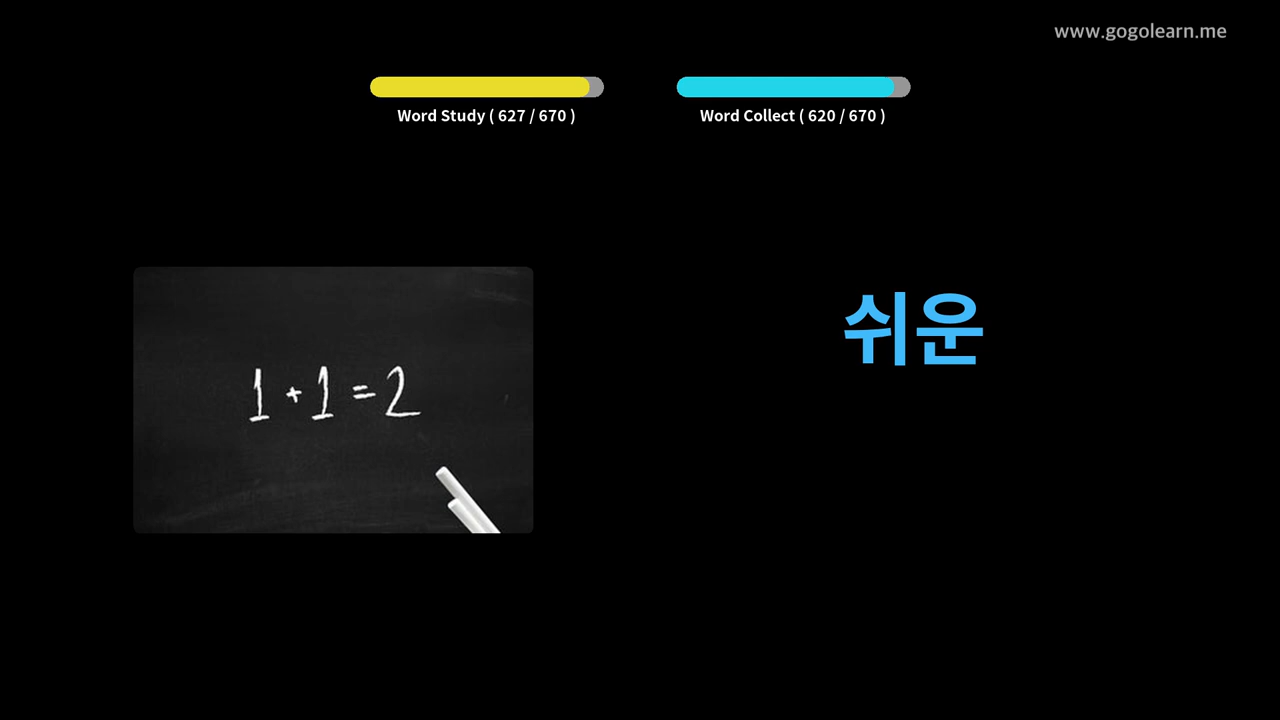 www.gogolearn.me
Word Study ( 627 / 670 )
Word Collect ( 620 / 670 )
1 + 1 = 2
쉬운